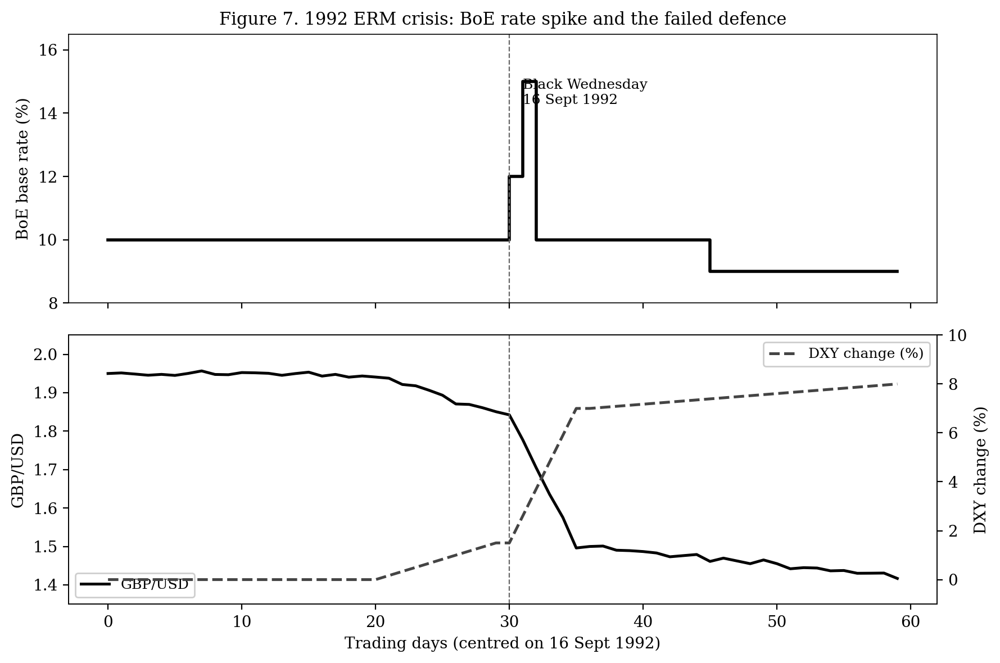 Figure 7. 1992 ERM crisis: BoE rate spike and the failed defence
16
14
12
10
8
BoE base rate (%)
Black Wednesday
16 Sept 1992
2.0
1.9
1.8
1.7
1.6
1.5
1.4
GBP/USD
10
8
6
4
2
0
DXY change (%)
DXY change (%)
GBP/USD
0 10 20 30 40 50 60
Trading days (centred on 16 Sept 1992)